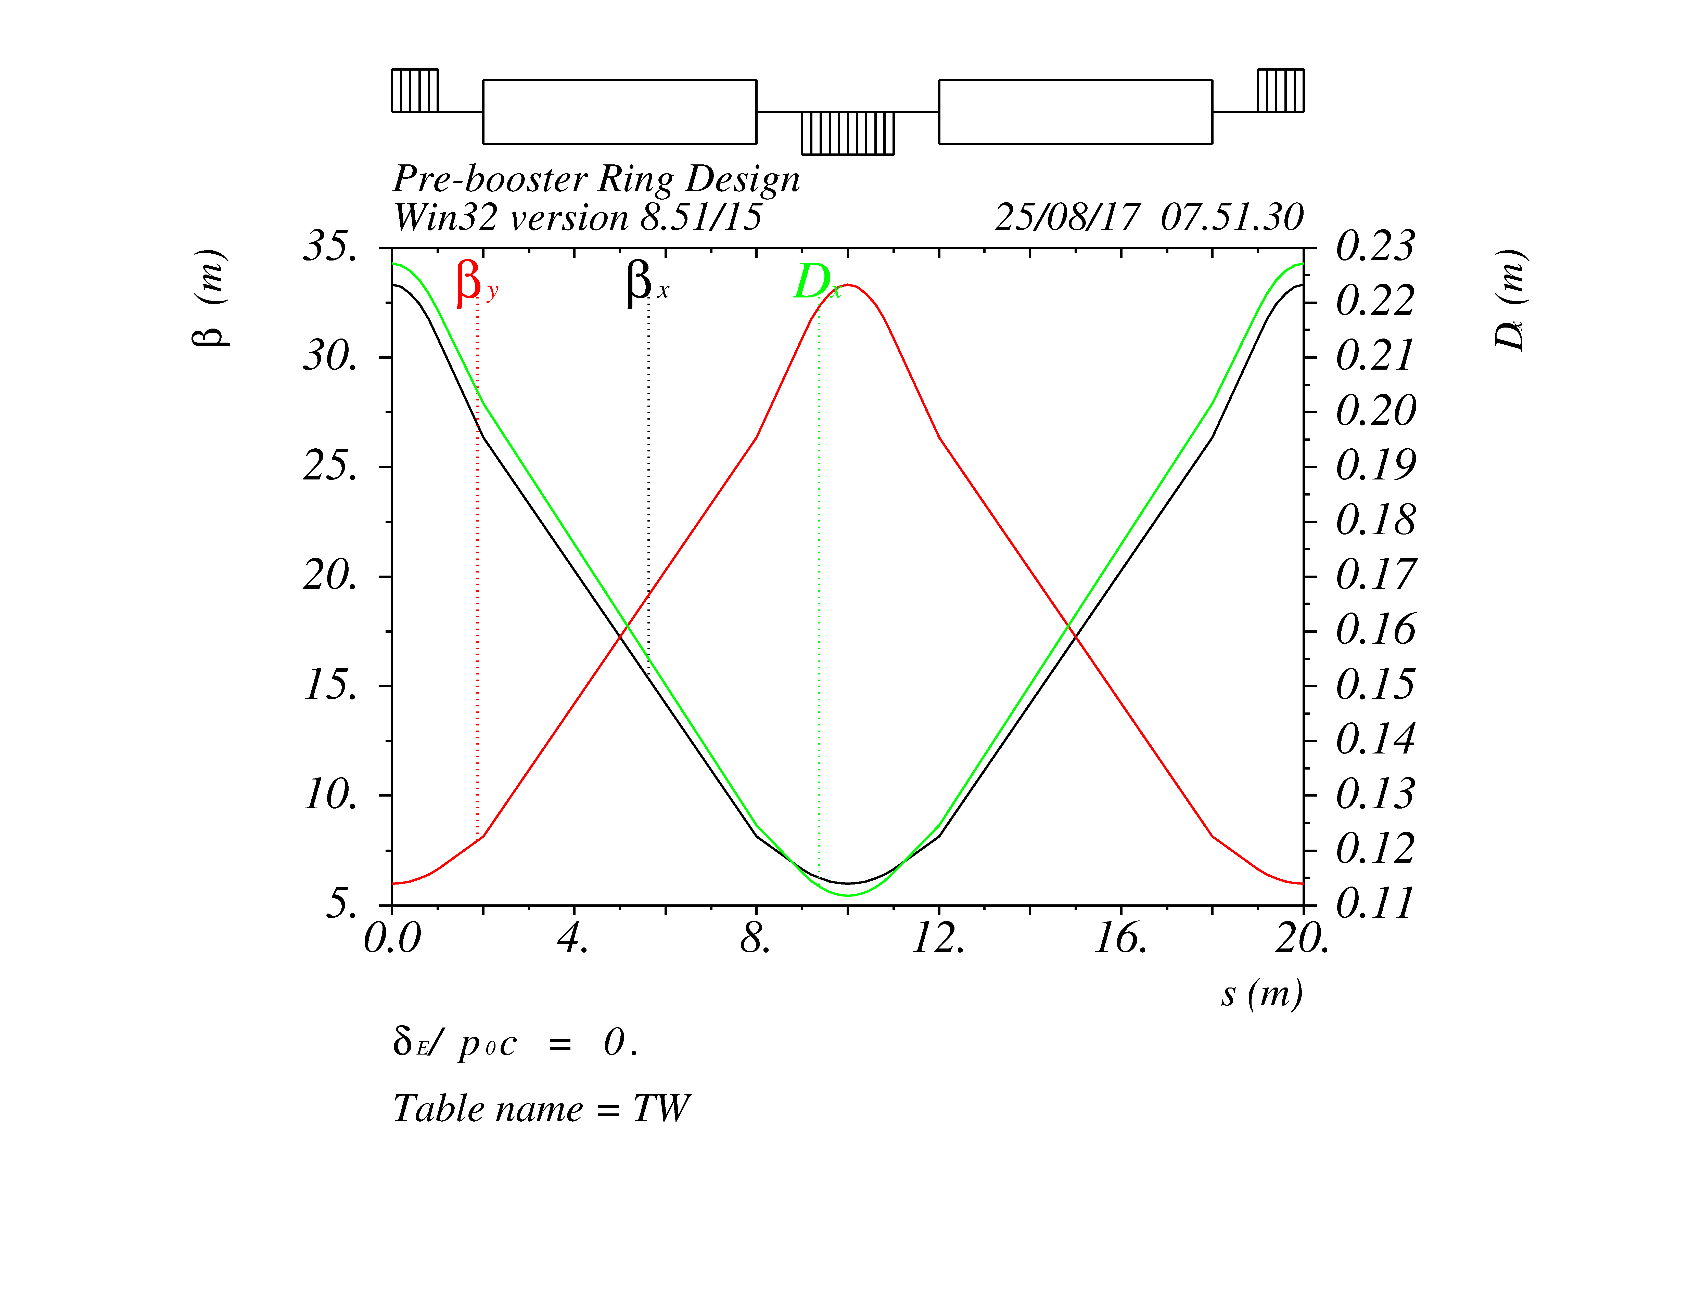 Pre-booster Ring Design
Win32 version 8.51/15 25/08/17 07.51.30
β (m)
35.
30.
25.
20.
15.
10.
5.
βy
βx
Dx
0.23
0.22
0.21
0.20
0.19
0.18
0.17
0.16
0.15
0.14
0.13
0.12
0.11
Dx (m)
0.0 4. 8. 12. 16. 20.
s (m)
δE/ p0c = 0.
Table name = TW